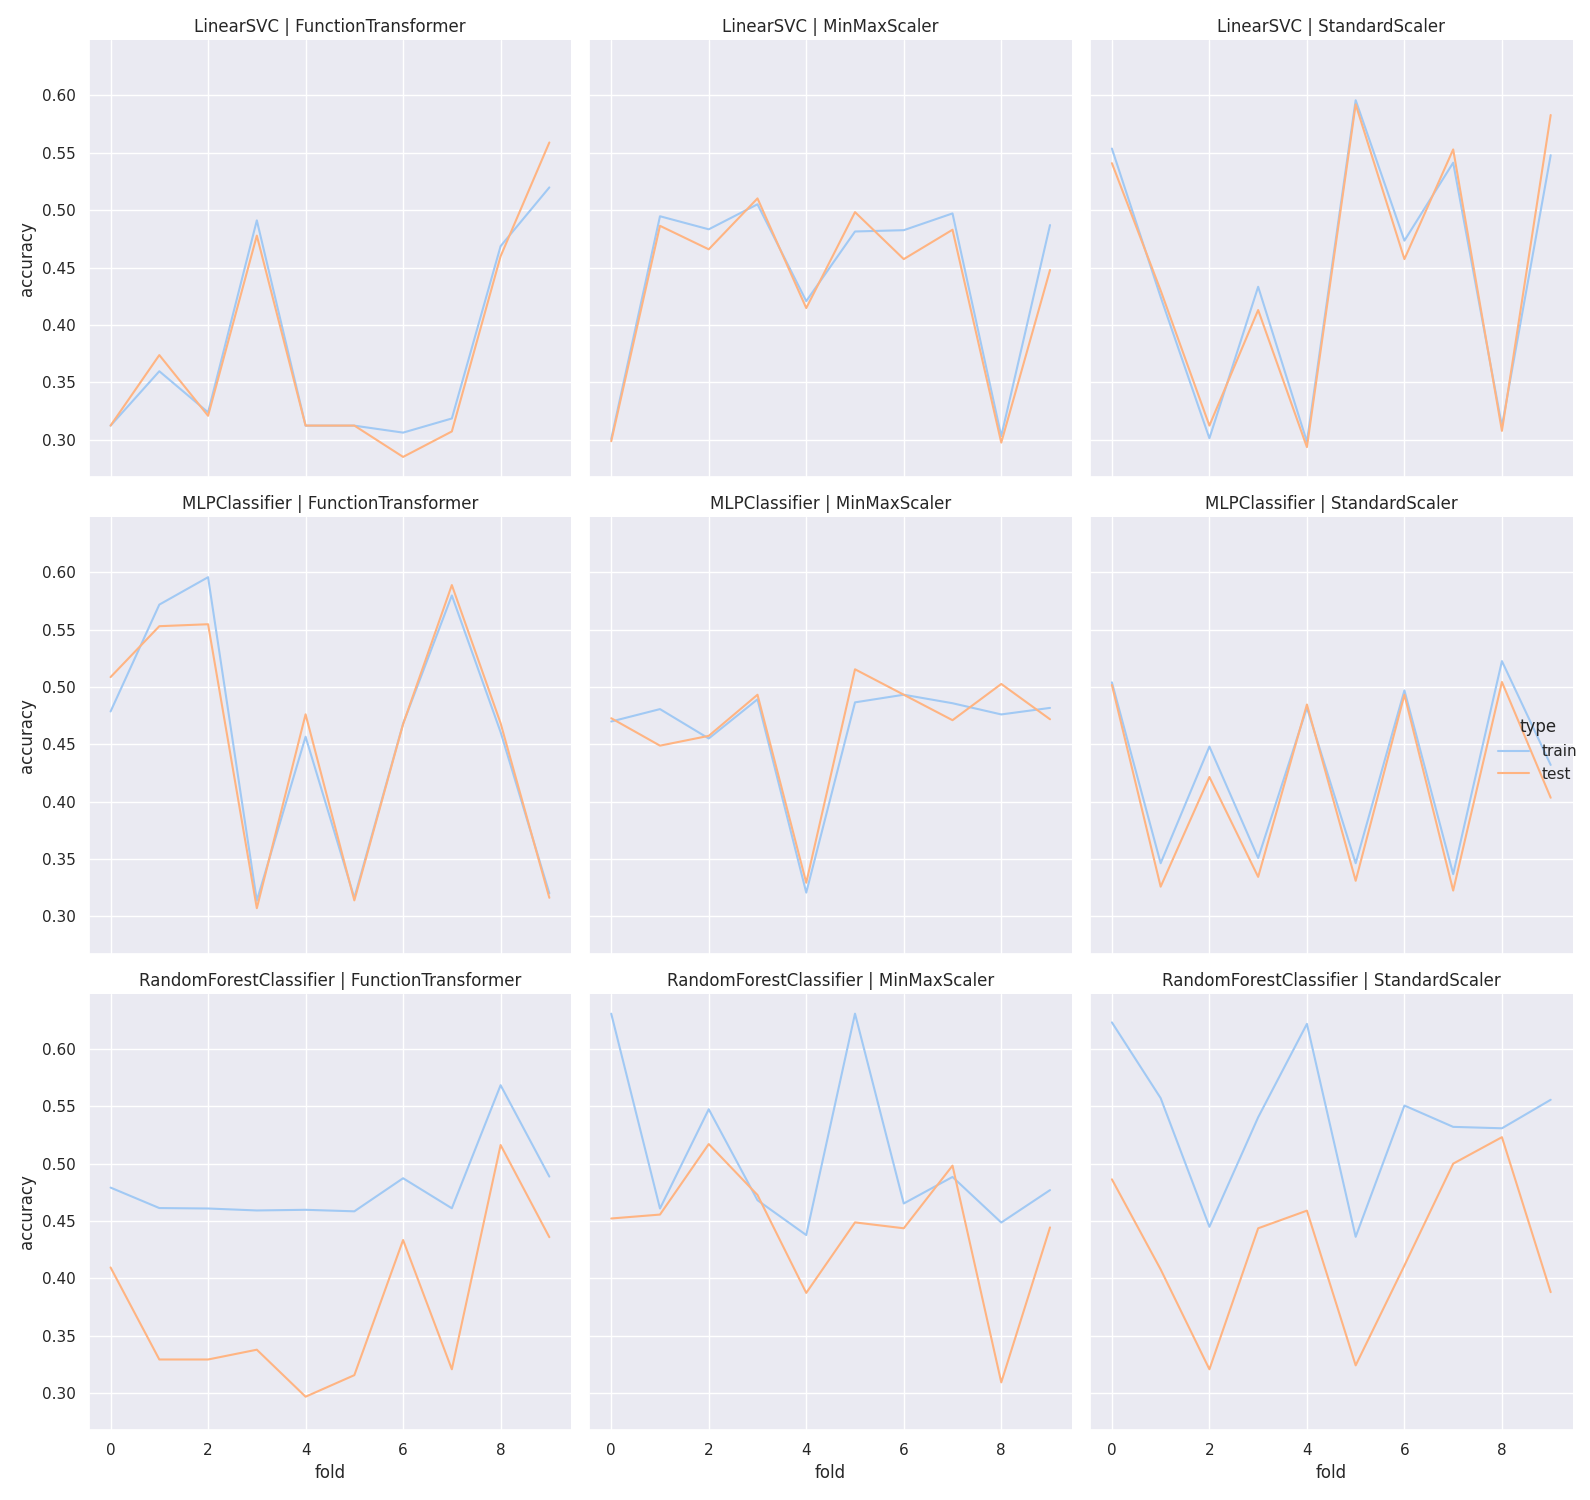 LinearSVC | FunctionTransformer
LinearSVC | MinMaxScaler
LinearSVC | StandardScaler
0.60
0.55
0.50
0.45
0.40
0.35
0.30
accuracy
MLPClassifier | FunctionTransformer
MLPClassifier | MinMaxScaler
MLPClassifier | StandardScaler
0.60
0.55
0.50
0.45
0.40
0.35
0.30
accuracy
type
train
test
RandomForestClassifier | FunctionTransformer
RandomForestClassifier | MinMaxScaler
RandomForestClassifier | StandardScaler
0.60
0.55
0.50
0.45
0.40
0.35
0.30
accuracy
0 2 4 6 8
fold
0 2 4 6 8
fold
0 2 4 6 8
fold